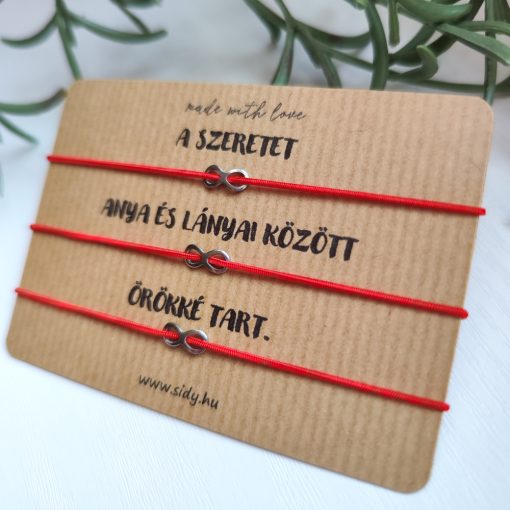 made with love
A SZERETET
ANYA ÉS LÁNYAI KÖZÖTT
ÖRÖKKÉ TART.
www.sidy.hu